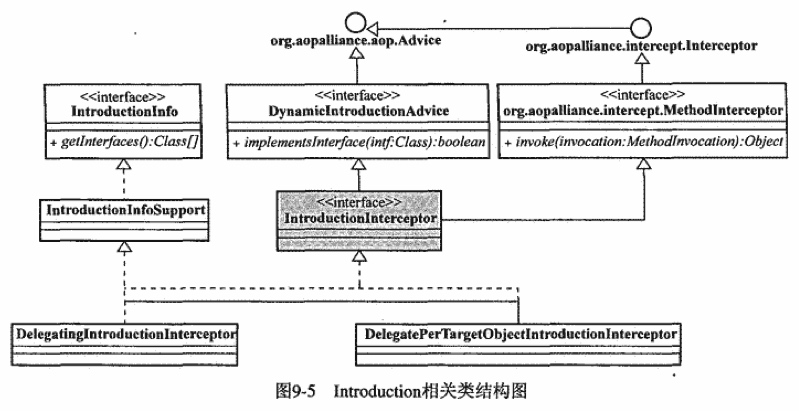 org.aopalliance.aop.Advice
org.aopalliance.intercept.Interceptor
<<interface>>
IntroductionInfo
+ getInterfaces():Class[]
<<interface>>
DynamicIntroductionAdvice
+ implementsInterface(intf:Class):boolean
<<interface>>
org.aopalliance.intercept.MethodInterceptor
+ invoke(invocation:MethodInvocation):Object
IntroductionInfoSupport
<<interface>>
IntroductionInterceptor
DelegatingIntroductionInterceptor
DelegatePerTargetObjectIntroductionInterceptor
图9-5 Introduction相关类结构图